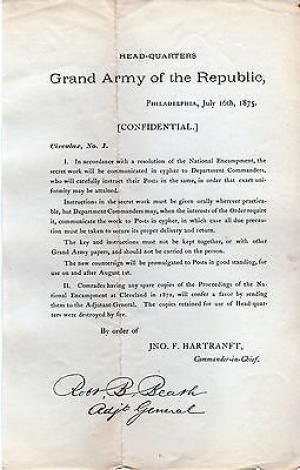 HEAD-QUARTERS
Grand Army of the Republic,
PHILADELPHIA, July 16th, 1875.
[CONFIDENTIAL.]
Circular, No. 1.
I. In accordance with a resolution of the National Encampment, the
secret work will be communicated in cypher to Department Commanders,
who will carefully instruct their Posts in the same, in order that exact uni-
formity may be attained.
Instructions in the secret work must be given orally wherever practica-
ble, but Department Commanders may, when the interests of the Order require
it, communicate the work to Posts in cypher, in which case all due precau-
tion must be taken to secure its proper delivery and return.
The key and instructions must not be kept together, or with other
Grand Army papers, and should not be carried on the person.
The new countersign will be promulgated to Posts in good standing, for
use on and after August 1st.
II. Comrades having any spare copies of the Proceedings of the Na-
tional Encampment at Cleveland in 1872, will confer a favor by sending
them to the Adjutant-General. The copies retained for use of Head-quar-
ters were destroyed by fire.
By order of
JNO. F. HARTRANFT,
Commander-in-Chief.
Robt. B. Beath
Adjt General